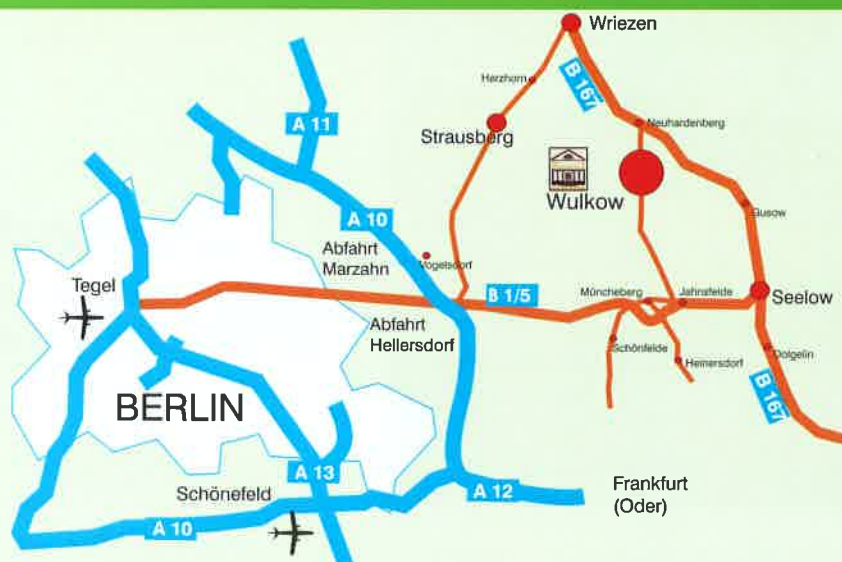 Wriezen
Herzhorn
B 167
A 11
Strausberg
Neuhardenberg
Wulkow
A 10
Gusow
Abfahrt
Marzahn
Vogelsdorf
Tegel
B 1/5
Müncheberg
Jahnsfelde
Seelow
Abfahrt
Hellersdorf
Schönfelde
Heinersdorf
Dolgelin
B 167
BERLIN
A 13
Schönefeld
A 12
Frankfurt
(Oder)
A 10